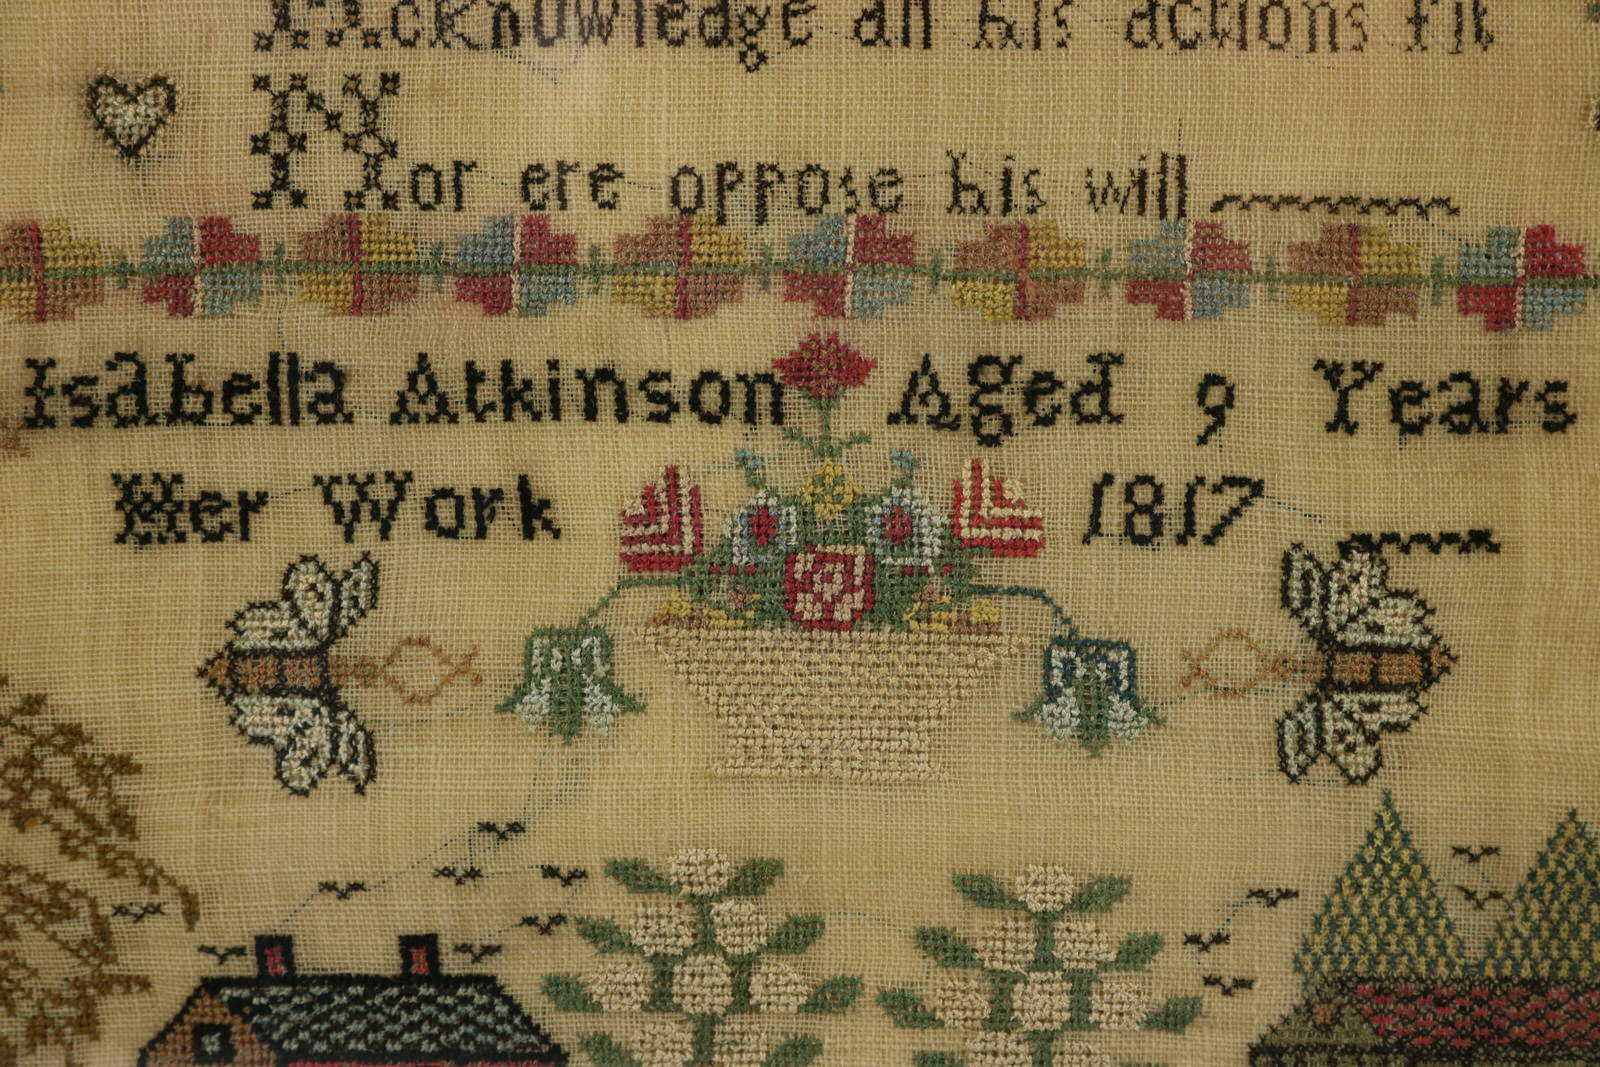 Acknowledge all his actions fit
Nor ere oppose his will
Isabella Atkinson Aged 9 Years
Her Work 1817